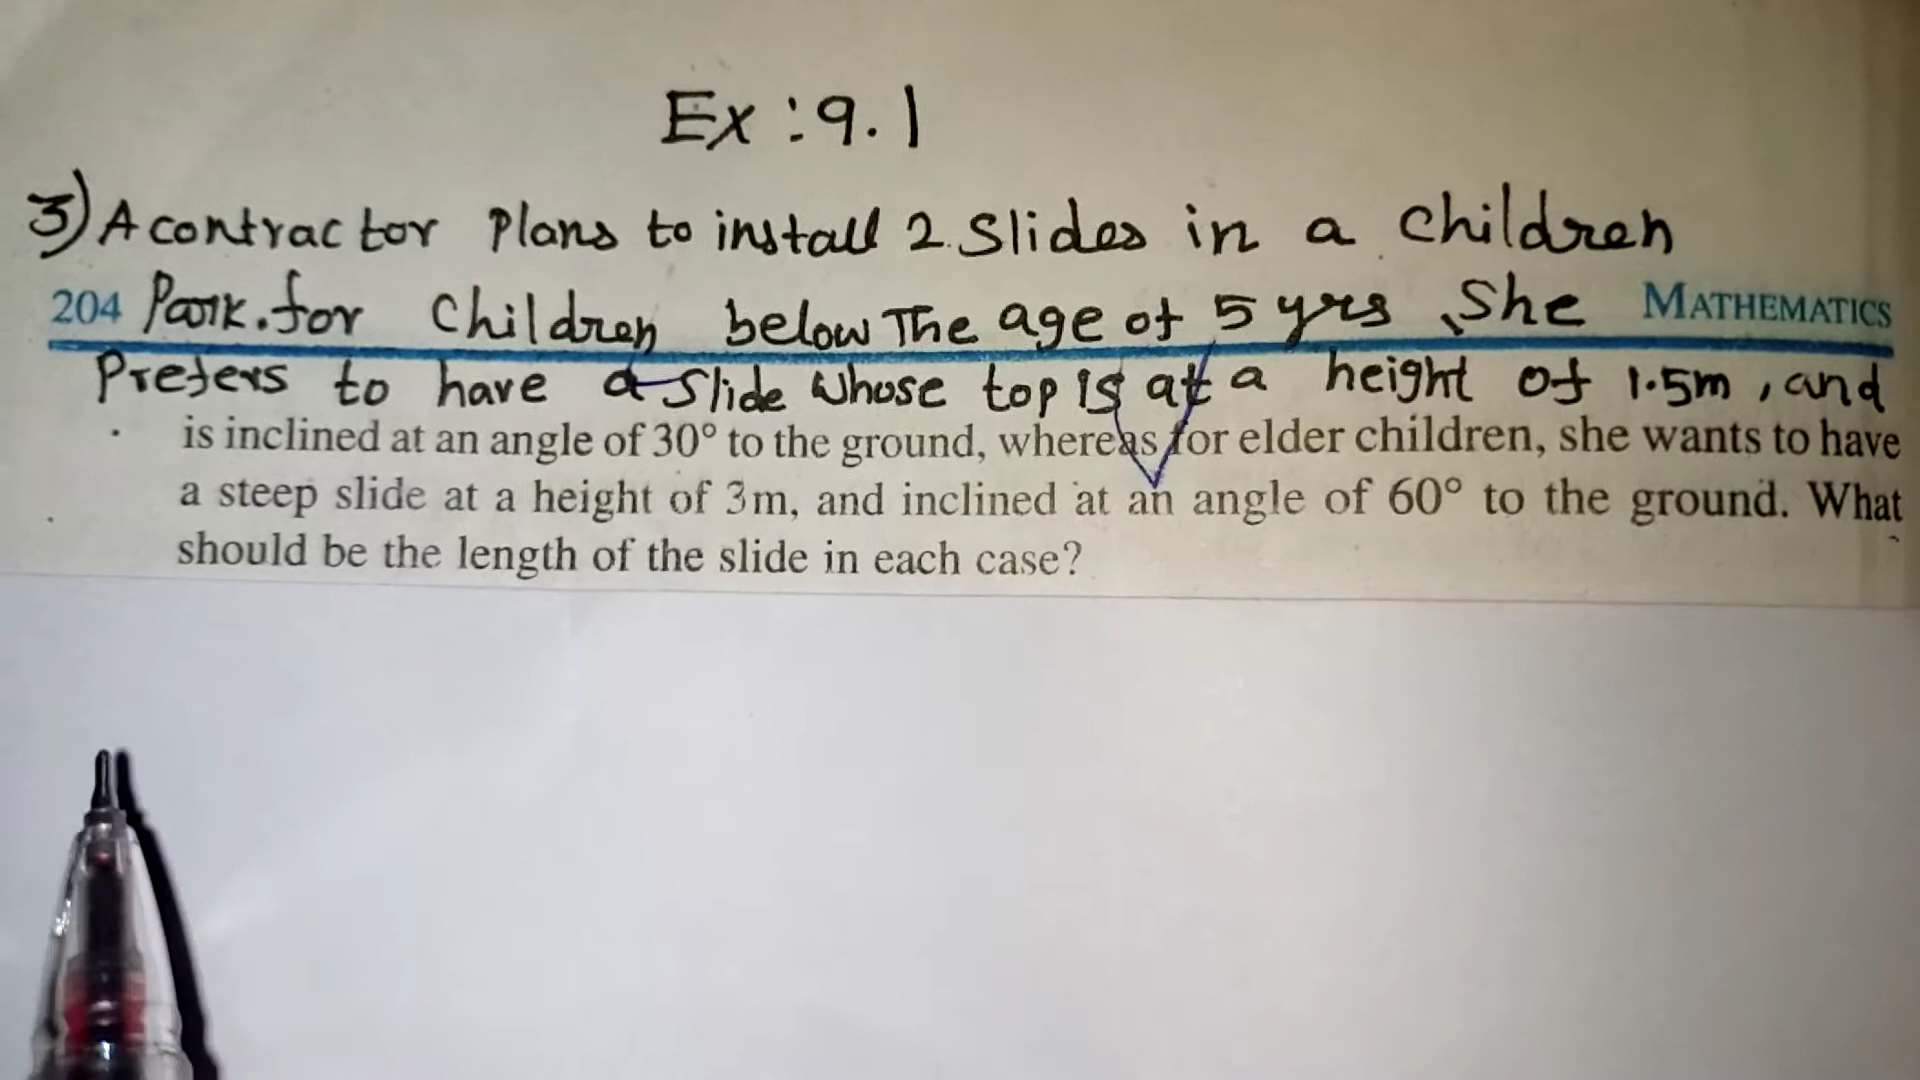 Ex : 9.1
3) A contractor Plans to install 2 Slides in a children
204 Park. for Children below The age of 5 yrs, She MATHEMATICS
Prefers to have a Slide whose top is at a height of 1.5m, and
is inclined at an angle of 30° to the ground, whereas for elder children, she wants to have
a steep slide at a height of 3m, and inclined at an angle of 60° to the ground. What
should be the length of the slide in each case?